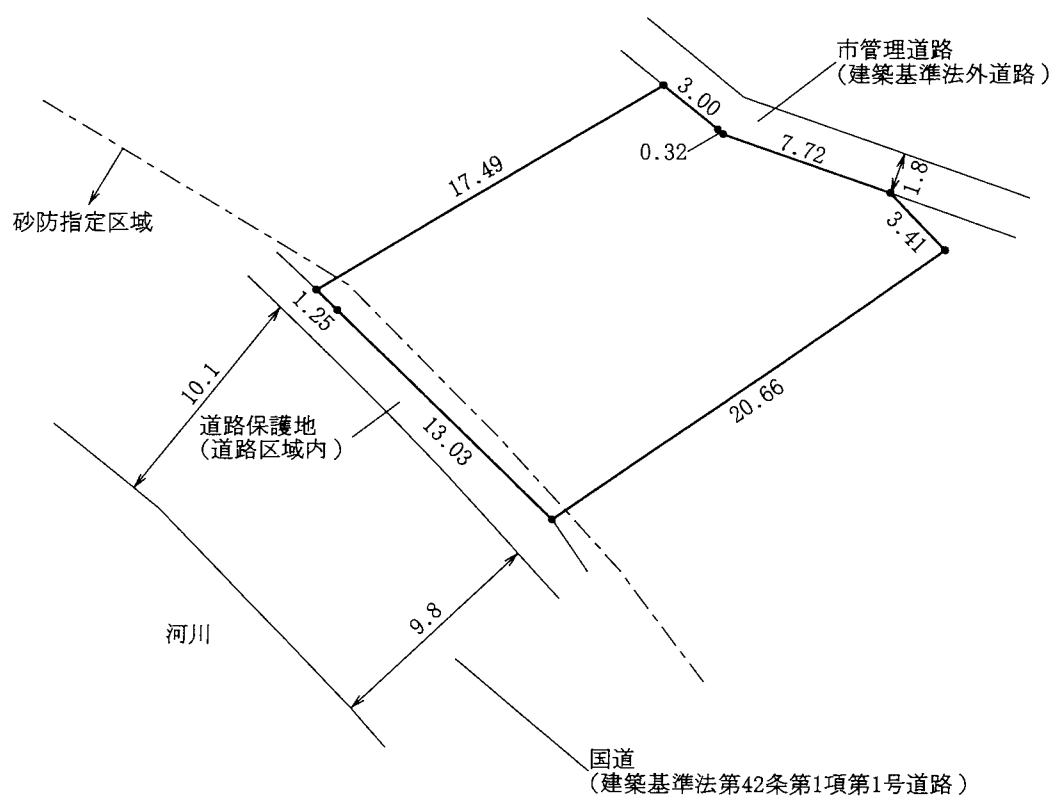 市管理道路
(建築基準法外道路)
3.00
0.32
7.72
1.8
17.49
3.41
砂防指定区域
1.25
10.1
道路保護地
(道路区域内)
13.03
20.66
9.8
河川
国道
(建築基準法第42条第1項第1号道路)